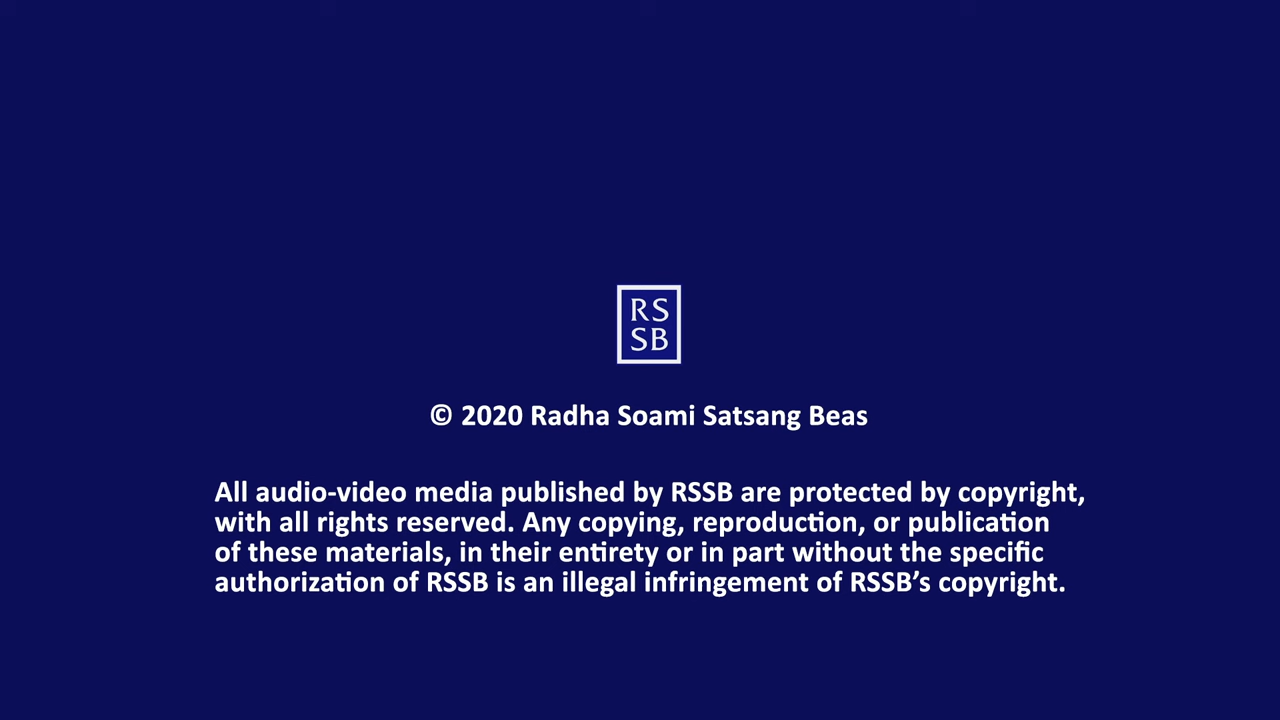 RS
SB
© 2020 Radha Soami Satsang Beas
All audio-video media published by RSSB are protected by copyright,
with all rights reserved. Any copying, reproduction, or publication
of these materials, in their entirety or in part without the specific
authorization of RSSB is an illegal infringement of RSSB’s copyright.